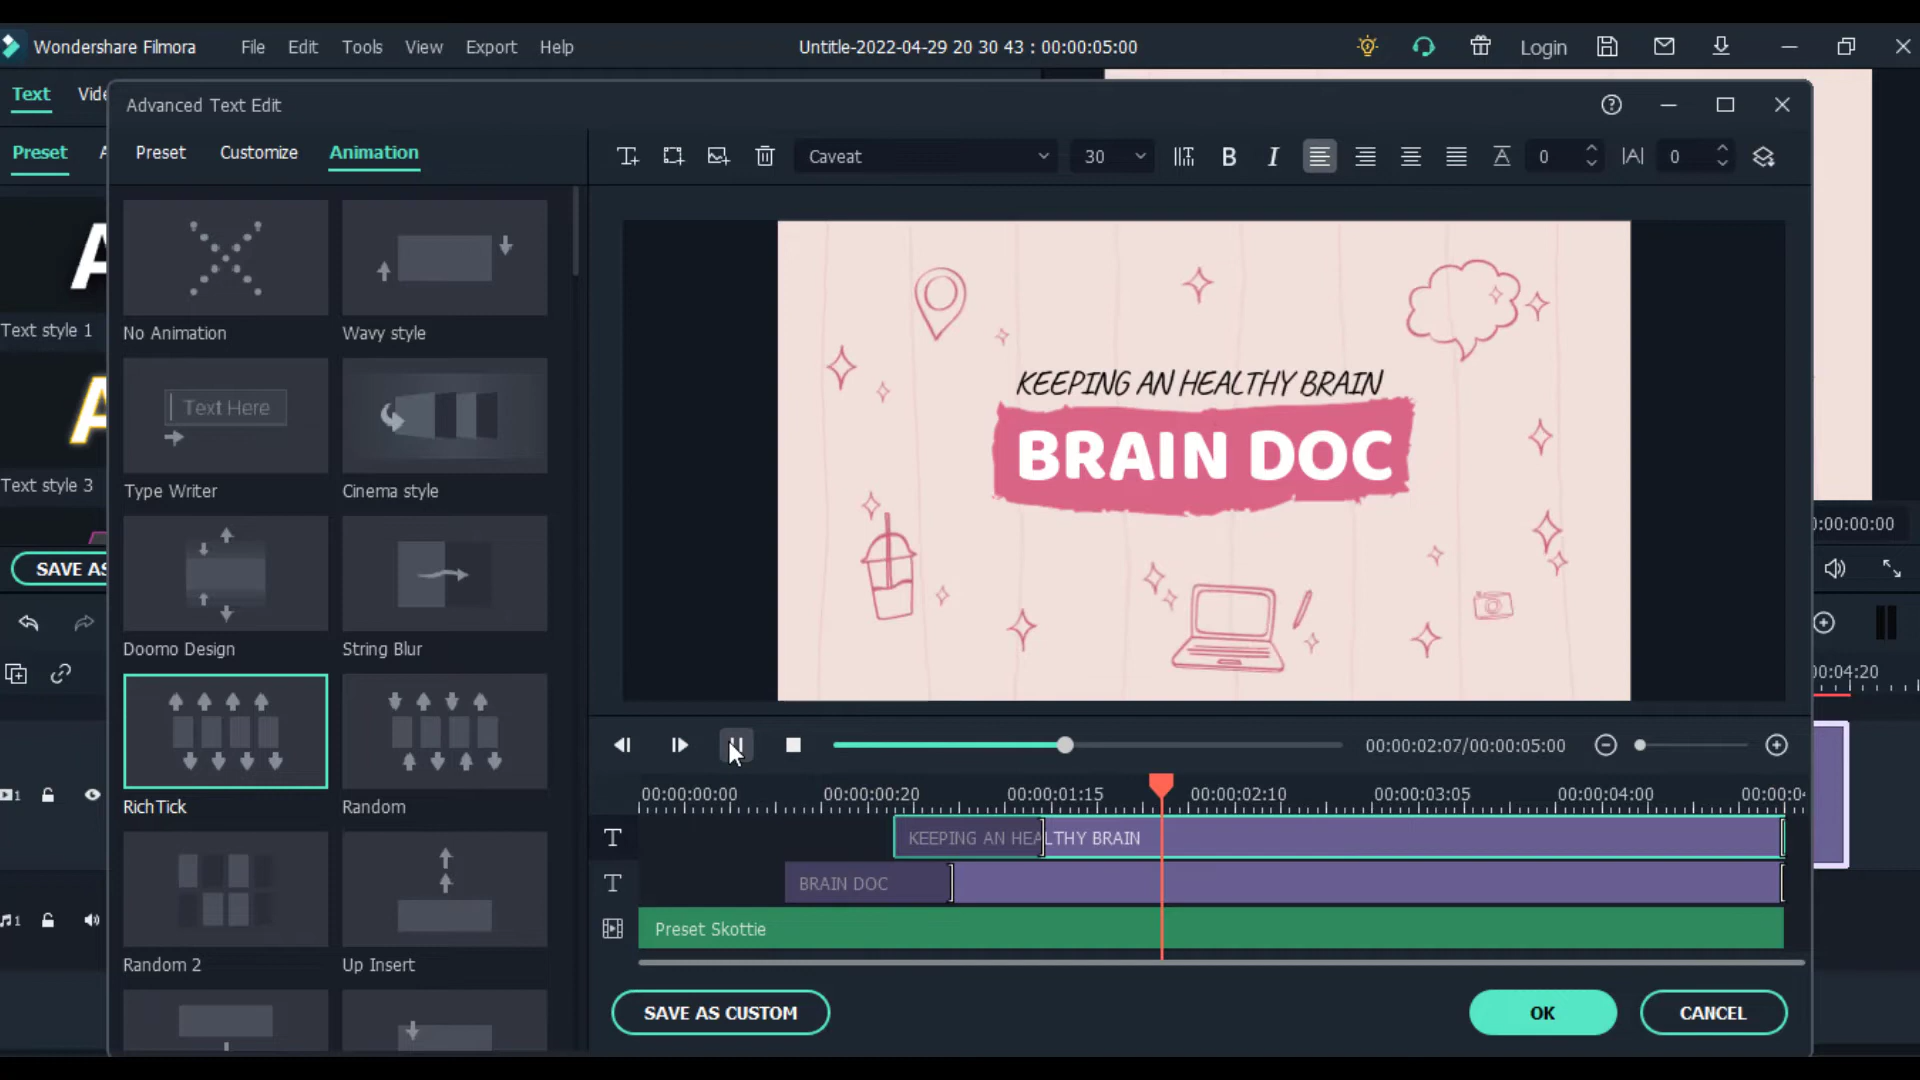 Wondershare Filmora File Edit Tools View Export Help Untitle-2022-04-29 20 30 43 : 00:00:05:00 Login
Text
Preset
Text style 1
Text style 3
SAVE AS
Advanced Text Edit
Preset Customize Animation
No Animation Wavy style
Text Here
Type Writer Cinema style
Doomo Design String Blur
RichTick Random
Random 2 Up Insert
Caveat 30 B I 0 0
KEEPING AN HEALTHY BRAIN
BRAIN DOC
00:00:02:07/00:00:05:00
00:00:00:00 00:00:00:20 00:00:01:15 00:00:02:10 00:00:03:05 00:00:04:00
T KEEPING AN HEALTHY BRAIN
T BRAIN DOC
Preset Skottie
SAVE AS CUSTOM OK CANCEL
00:00:00
00:04:20
1
1